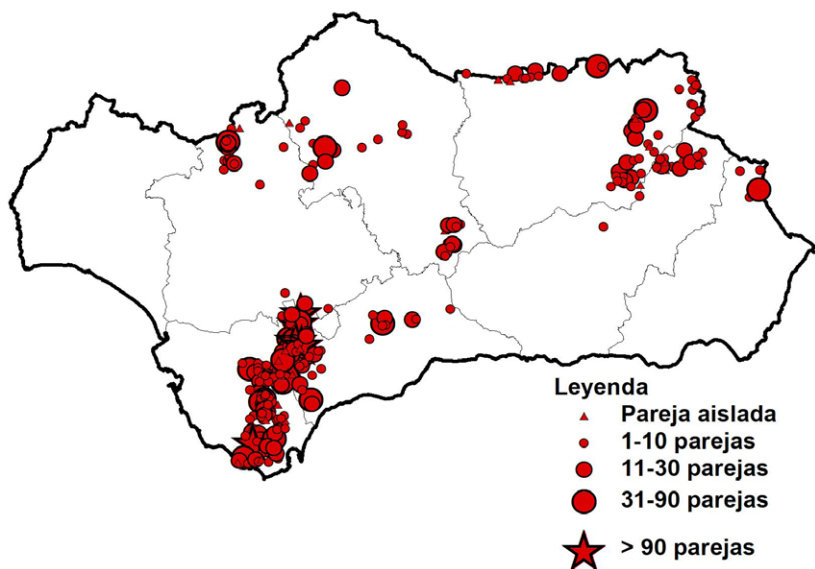 Leyenda
Pareja aislada
1-10 parejas
11-30 parejas
31-90 parejas
> 90 parejas